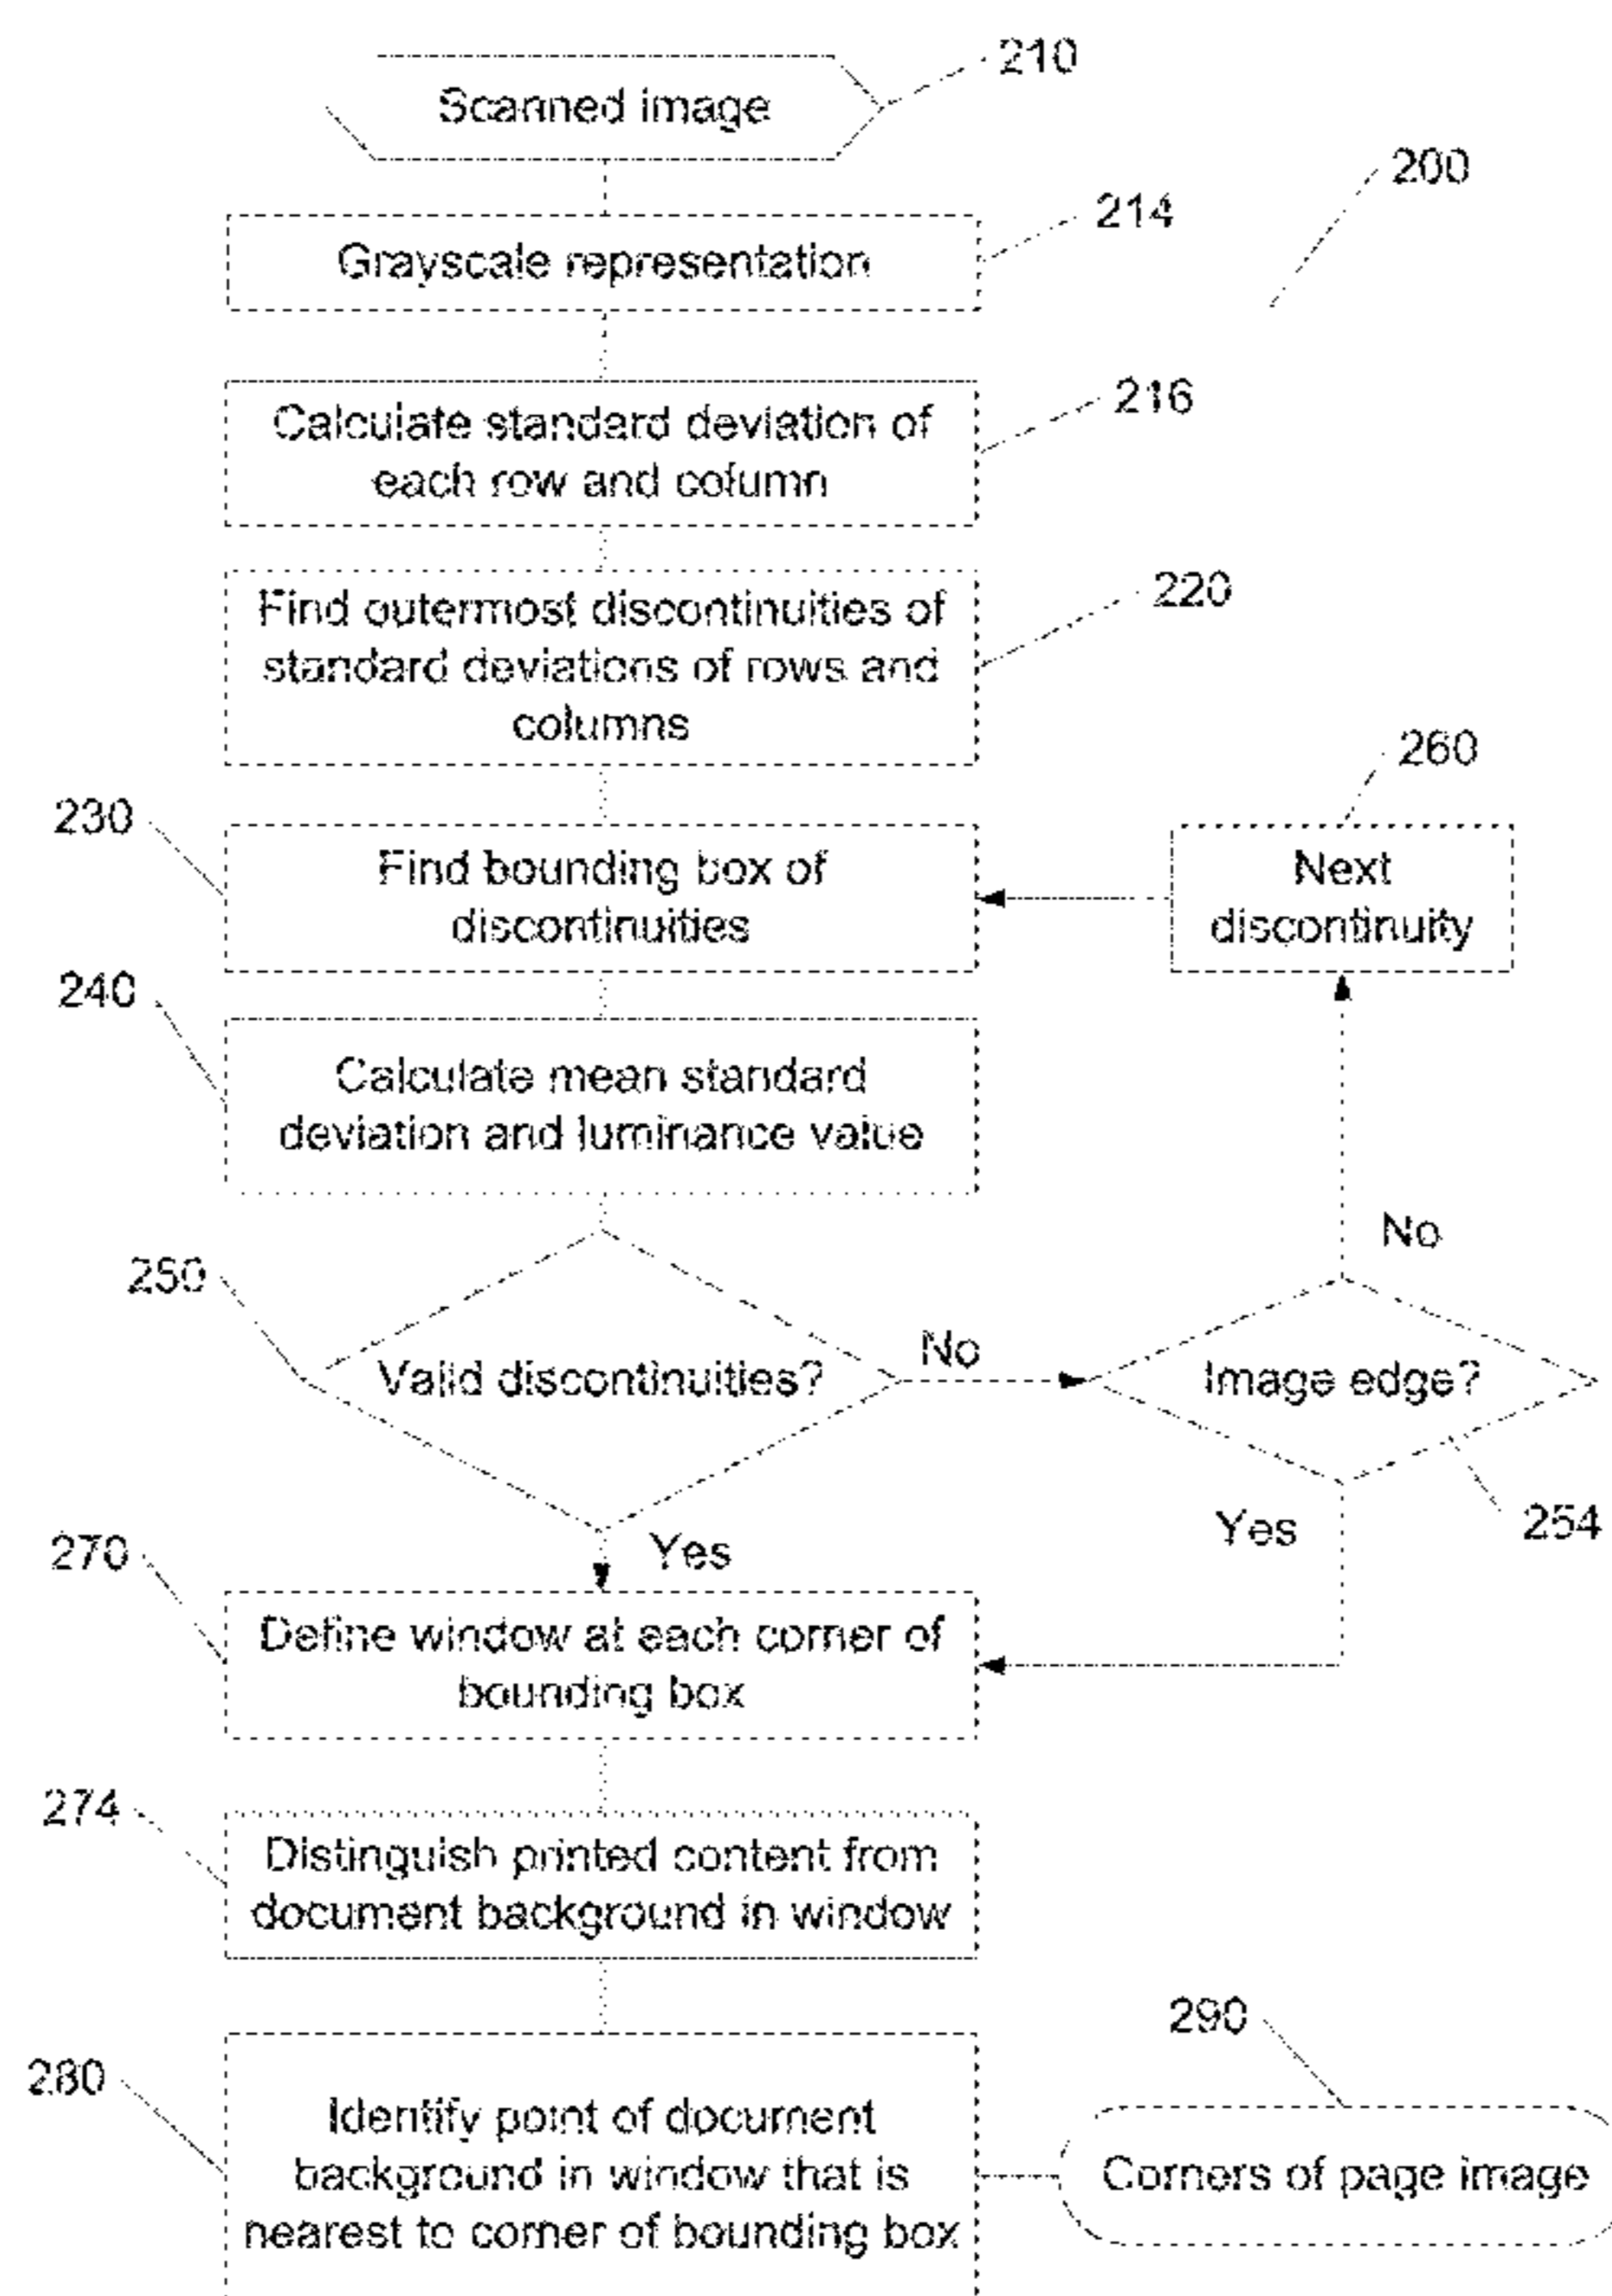 210
Scanned image
200
214
Grayscale representation
216
Calculate standard deviation of
each row and column
220
Find outermost discontinuities of
standard deviations of rows and
columns
260
230
Find bounding box of
discontinuities
Next
discontinuity
240
Calculate mean standard
deviation and luminance value
No
250
Valid discontinuities?
No
Image edge?
254
Yes
Yes
270
Define window at each corner of
bounding box
274
Distinguish printed content from
document background in window
290
280
Identify point of document
background in window that is
nearest to corner of bounding box
Corners of page image